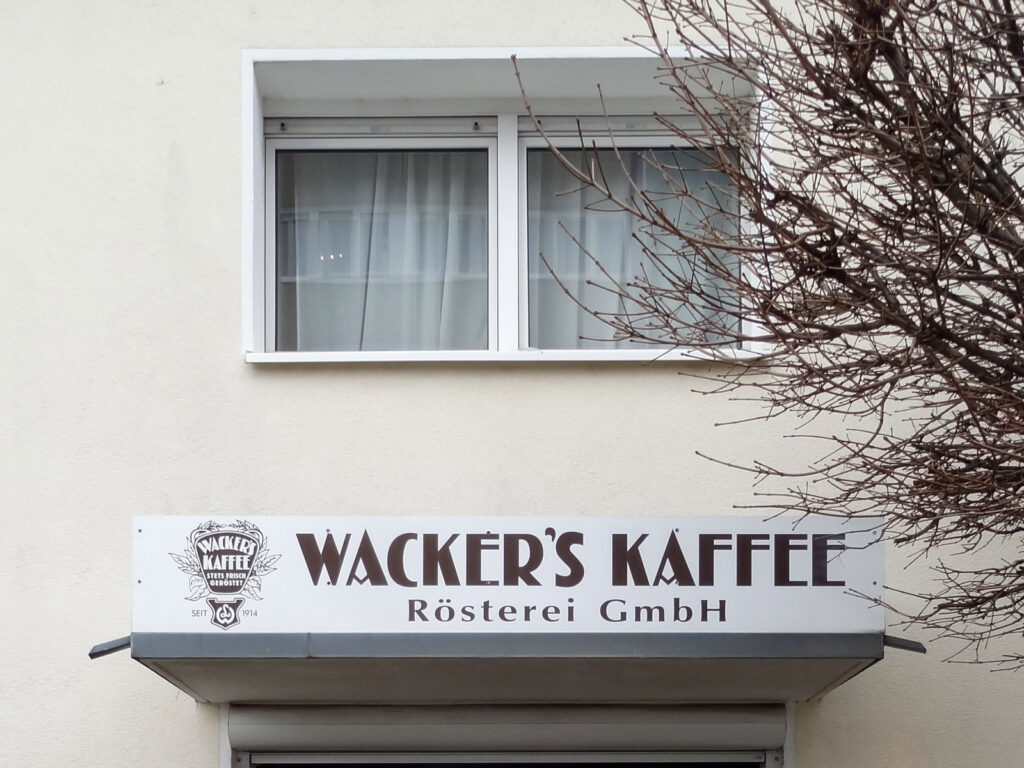 WACKER'S
KAFFEE
STETS FRISCH
GERÖSTET
SEIT 1914
WACKER'S KAFFEE
Rösterei GmbH